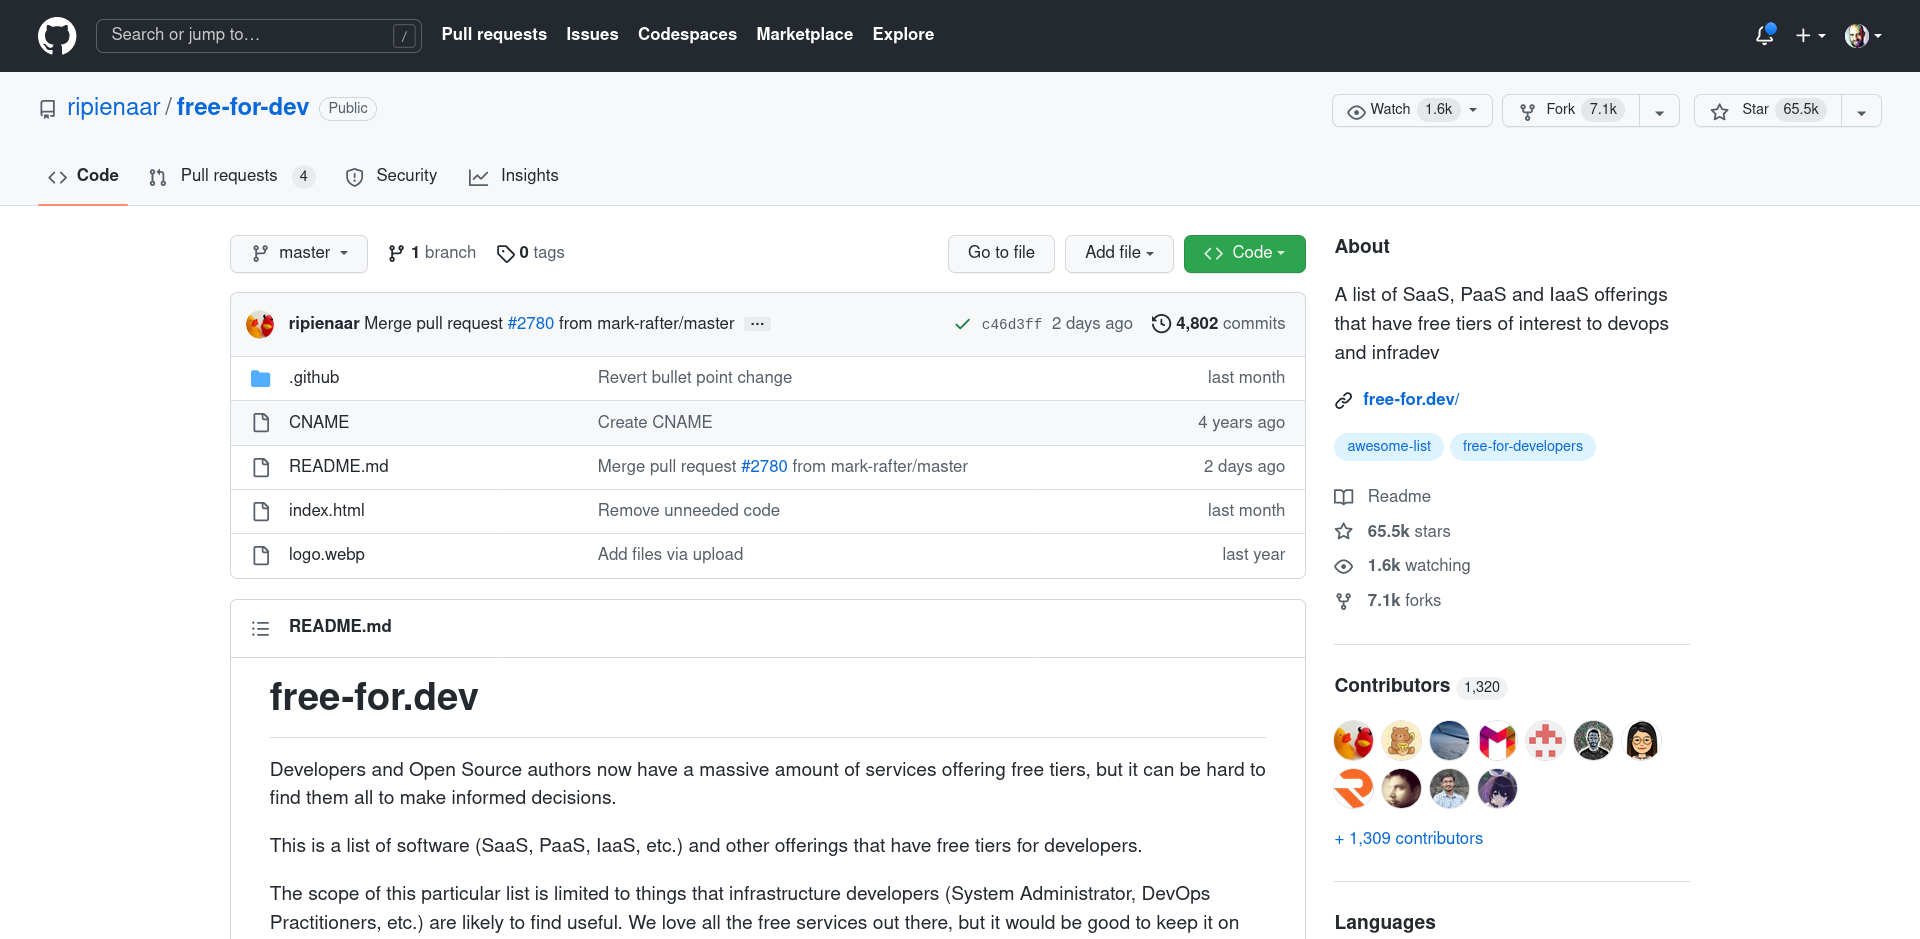 Search or jump to... / Pull requests Issues Codespaces Marketplace Explore
ripienaar / free-for-dev Public Watch 1.6k Fork 7.1k Star 65.5k
Code Pull requests 4 Security Insights
master 1 branch 0 tags Go to file Add file Code
ripienaar Merge pull request #2780 from mark-rafter/master ... c46d3ff 2 days ago 4,802 commits
.github Revert bullet point change last month
CNAME Create CNAME 4 years ago
README.md Merge pull request #2780 from mark-rafter/master 2 days ago
index.html Remove unneeded code last month
logo.webp Add files via upload last year
README.md
free-for.dev
Developers and Open Source authors now have a massive amount of services offering free tiers, but it can be hard to
find them all to make informed decisions.
This is a list of software (SaaS, PaaS, IaaS, etc.) and other offerings that have free tiers for developers.
The scope of this particular list is limited to things that infrastructure developers (System Administrator, DevOps
Practitioners, etc.) are likely to find useful. We love all the free services out there, but it would be good to keep it on
About
A list of SaaS, PaaS and IaaS offerings
that have free tiers of interest to devops
and infradev
free-for.dev/
awesome-list free-for-developers
Readme
65.5k stars
1.6k watching
7.1k forks
Contributors 1,320
+ 1,309 contributors
Languages